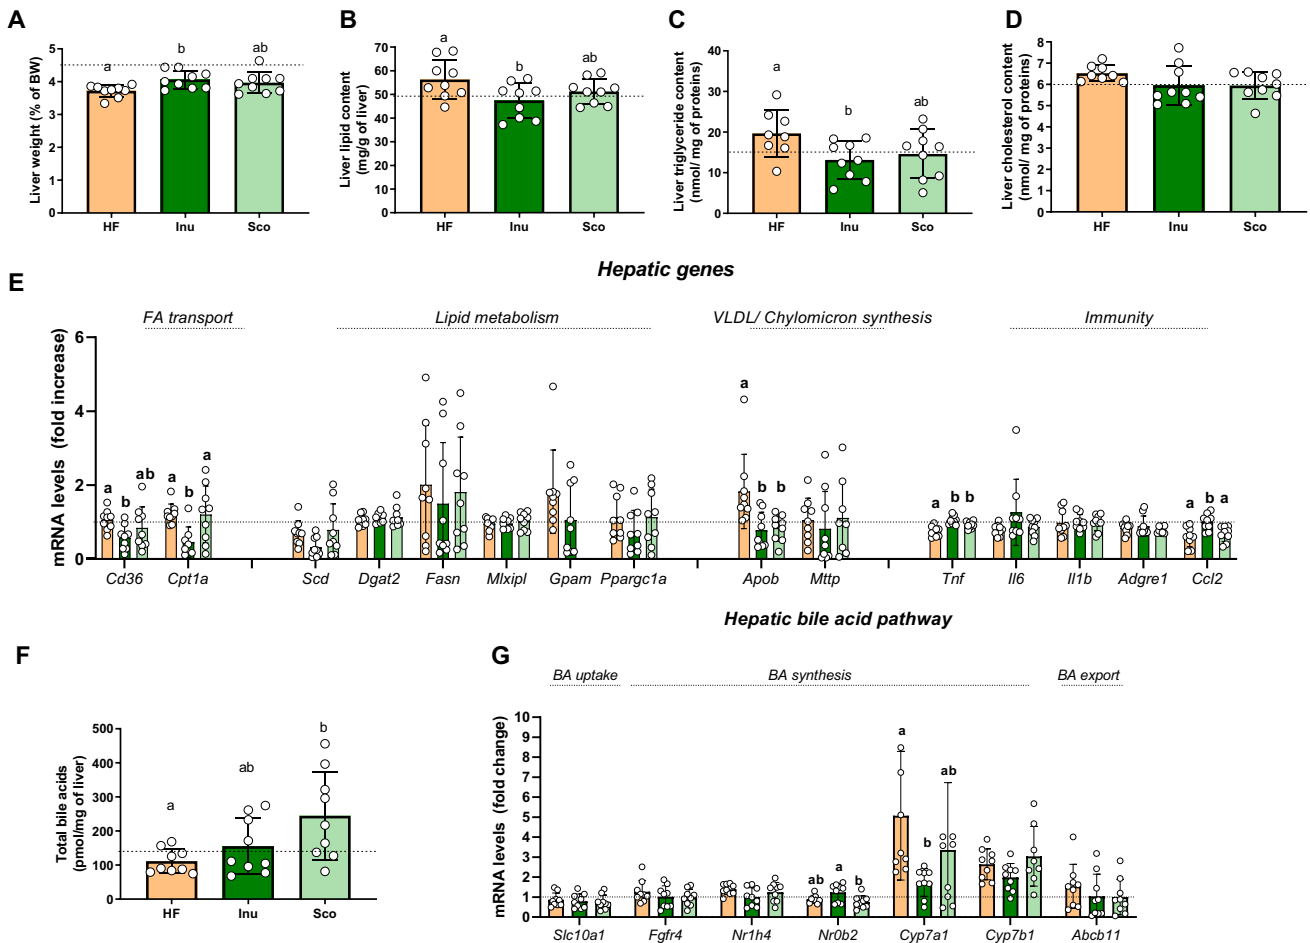 A
B
C
D
Liver weight (% of BW)
5
4
3
2
1
0
a
b
ab
HF
Inu
Sco
Liver lipid content
(mg/g of liver)
70
60
50
40
30
20
10
0
a
b
ab
HF
Inu
Sco
Liver triglyceride content
(nmol/ mg of proteins)
40
30
20
10
0
a
b
ab
HF
Inu
Sco
Liver cholesterol content
(nmol/ mg of proteins)
8
7
6
5
4
3
2
1
0
HF
Inu
Sco
Hepatic genes
E
FA transport
Lipid metabolism
VLDL/ Chylomicron synthesis
Immunity
mRNA levels (fold increase)
6
4
2
0
a
b
ab
a
b
a
a
b
b
a
b
b
a
b
a
Cd36
Cpt1a
Scd
Dgat2
Fasn
Mlxipl
Gpam
Ppargc1a
Apob
Mttp
Tnf
Il6
Il1b
Adgre1
Ccl2
Hepatic bile acid pathway
F
G
Total bile acids
(pmol/mg of liver)
500
400
300
200
100
0
a
ab
b
HF
Inu
Sco
BA uptake
BA synthesis
BA export
mRNA levels (fold change)
10
9
8
7
6
5
4
3
2
1
0
ab
a
b
a
b
ab
Slc10a1
Fgfr4
Nr1h4
Nr0b2
Cyp7a1
Cyp7b1
Abcb11